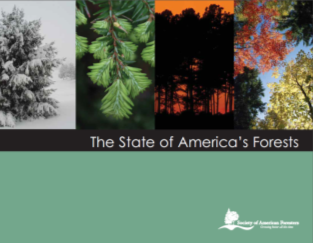 The State of America's Forests
Society of American Foresters